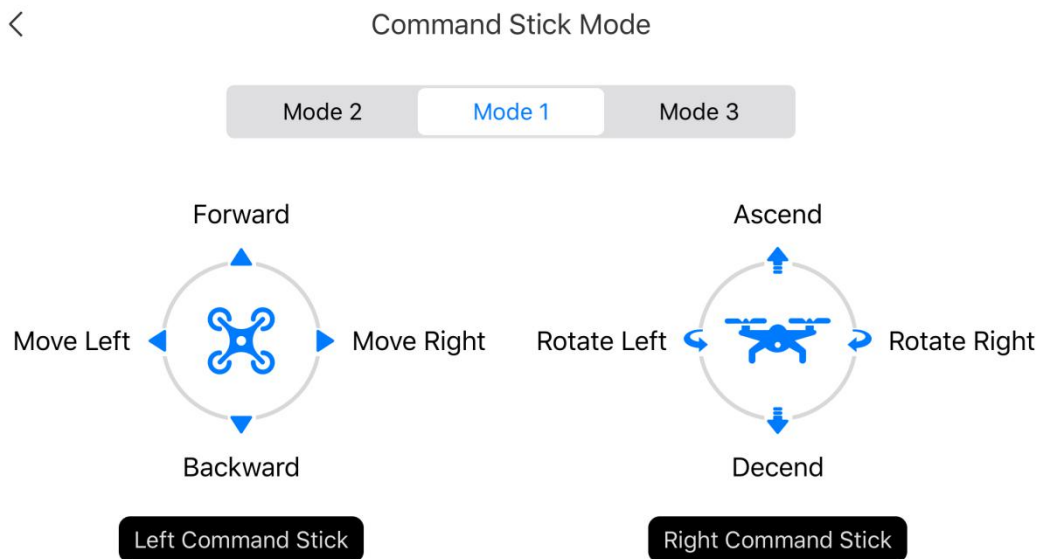 Command Stick Mode
Mode 2 Mode 1 Mode 3
Forward
Move Left Move Right
Backward
Left Command Stick
Ascend
Rotate Left Rotate Right
Decend
Right Command Stick